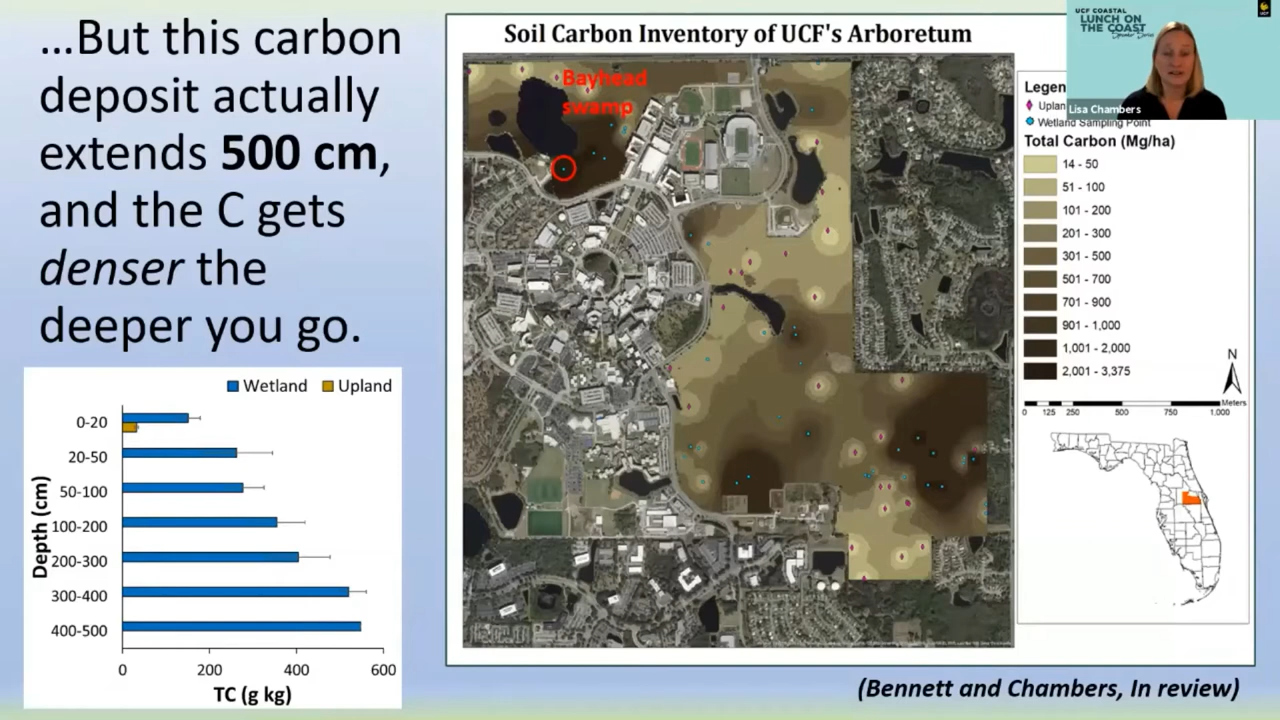 ...But this carbon
deposit actually
extends 500 cm,
and the C gets
denser the
deeper you go.
Wetland Upland
0-20
20-50
50-100
100-200
200-300
300-400
400-500
Depth (cm)
0 200 400 600
TC (g kg)
Soil Carbon Inventory of UCF's Arboretum
Bayhead
swamp
Legen
Uplan
Wetland Sampling Point
Total Carbon (Mg/ha)
14 - 50
51 - 100
101 - 200
201 - 300
301 - 500
501 - 700
701 - 900
901 - 1,000
1,001 - 2,000
2,001 - 3,375
N
Meters
0 125 250 500 750 1,000
(Bennett and Chambers, In review)
UCF COASTAL
LUNCH ON
THE COAST
Speaker Series
Lisa Chambers
UCF